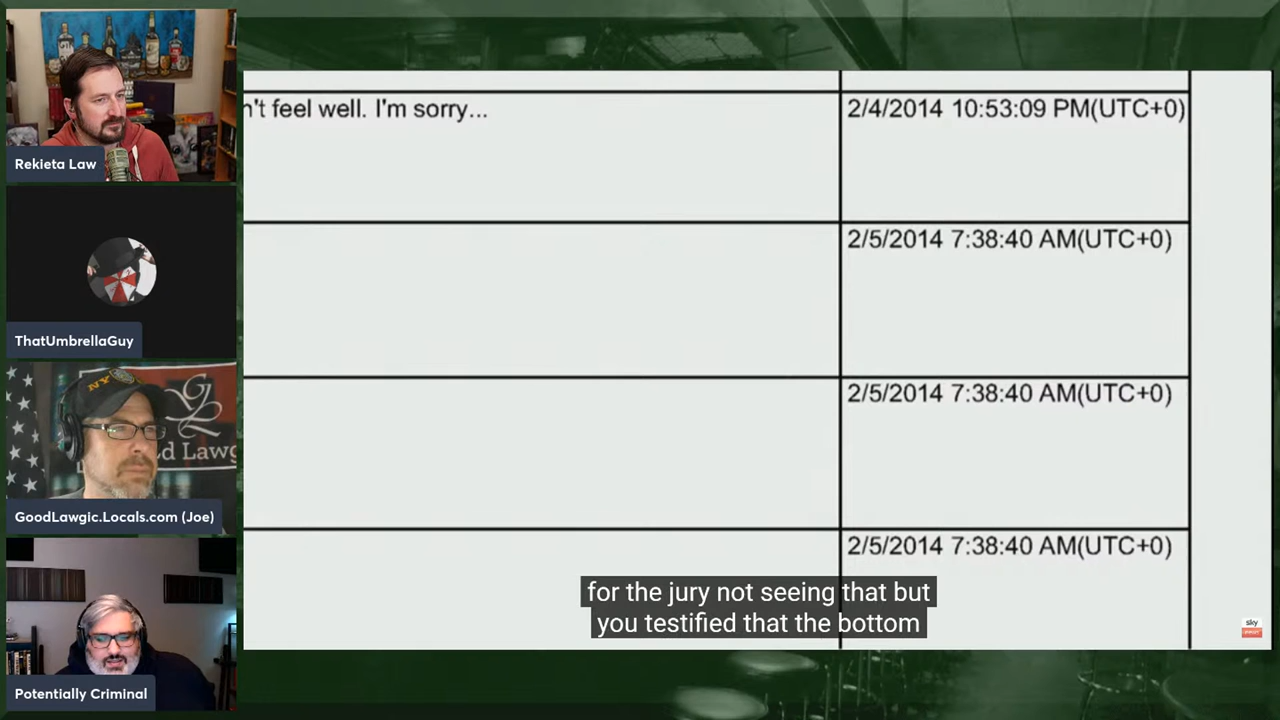 Rekieta Law
ThatUmbrellaGuy
NY
d Lawg
GoodLawgic.Locals.com (Joe)
Potentially Criminal
n't feel well. I'm sorry...
2/4/2014 10:53:09 PM(UTC+0)
2/5/2014 7:38:40 AM(UTC+0)
2/5/2014 7:38:40 AM(UTC+0)
2/5/2014 7:38:40 AM(UTC+0)
for the jury not seeing that but
you testified that the bottom
sky